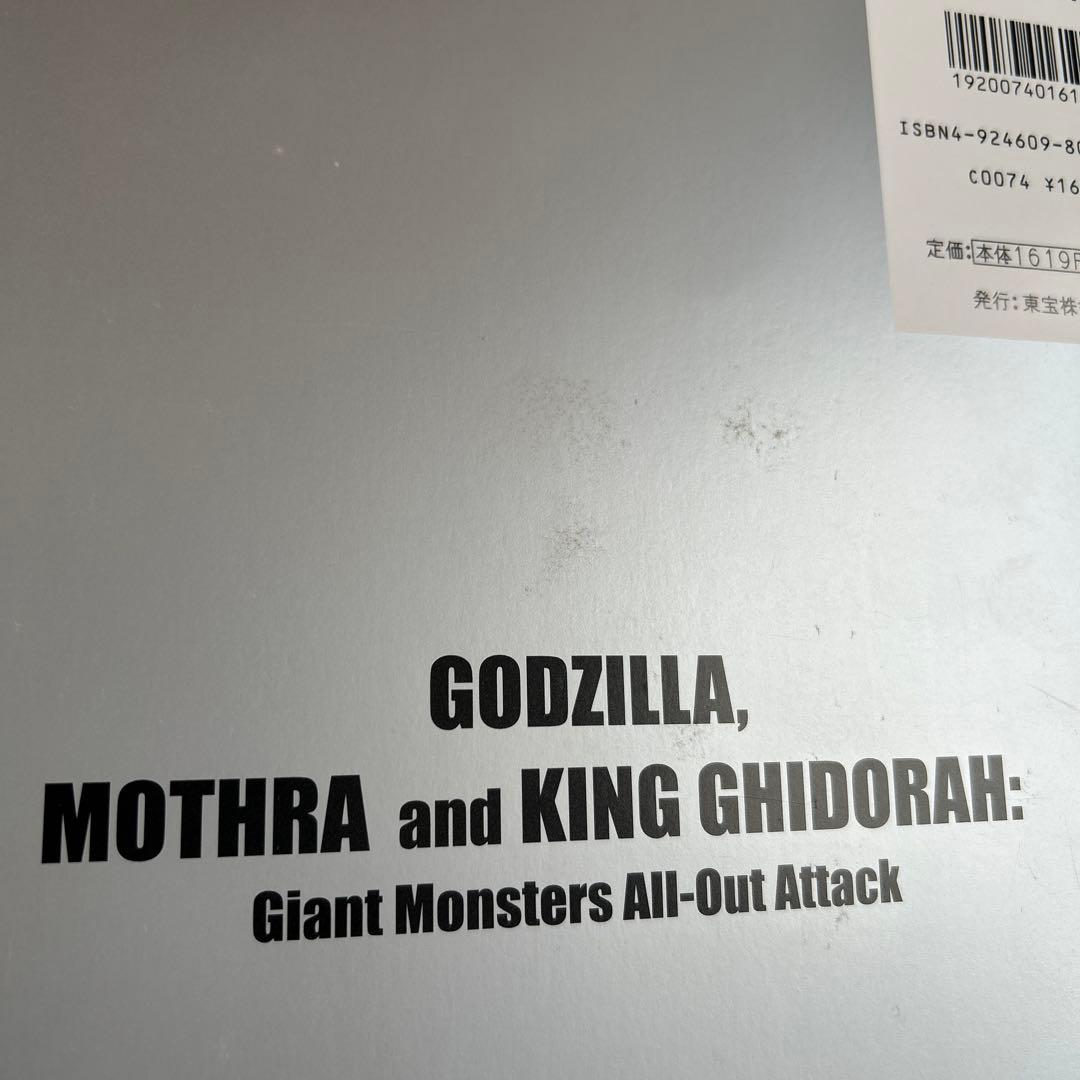 19200740161
ISBN4-924609-8
C0074 ¥16
定価:本体1619
発行:東宝株
GODZILLA,
MOTHRA and KING GHIDORAH:
Giant Monsters All-Out Attack